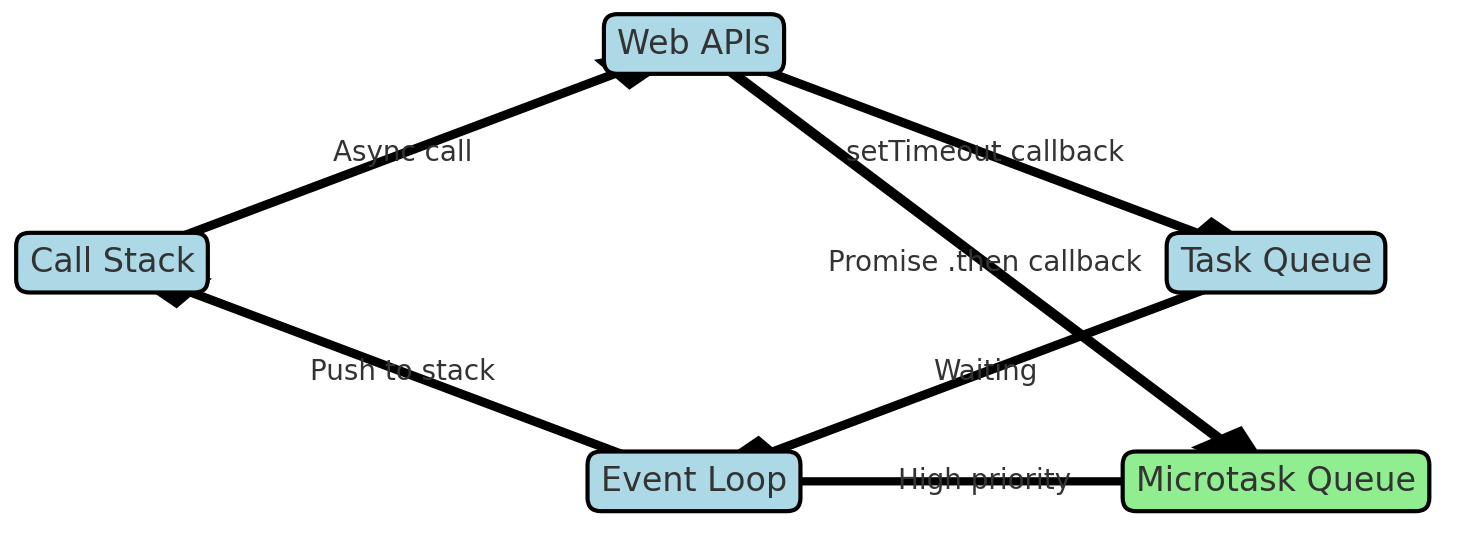 Web APIs
Async call
setTimeout callback
Call Stack
Promise .then callback
Task Queue
Push to stack
Waiting
Event Loop
High priority
Microtask Queue